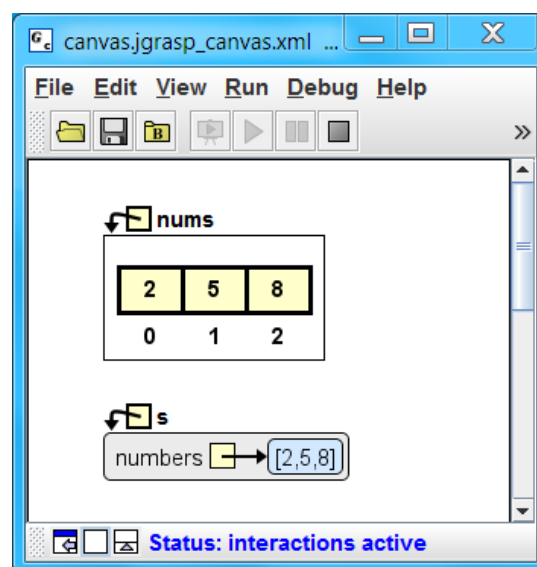 canvas.jgrasp_canvas.xml ...
File Edit View Run Debug Help
B
»
nums
2 5 8
0 1 2
s
numbers [2,5,8]
Status: interactions active